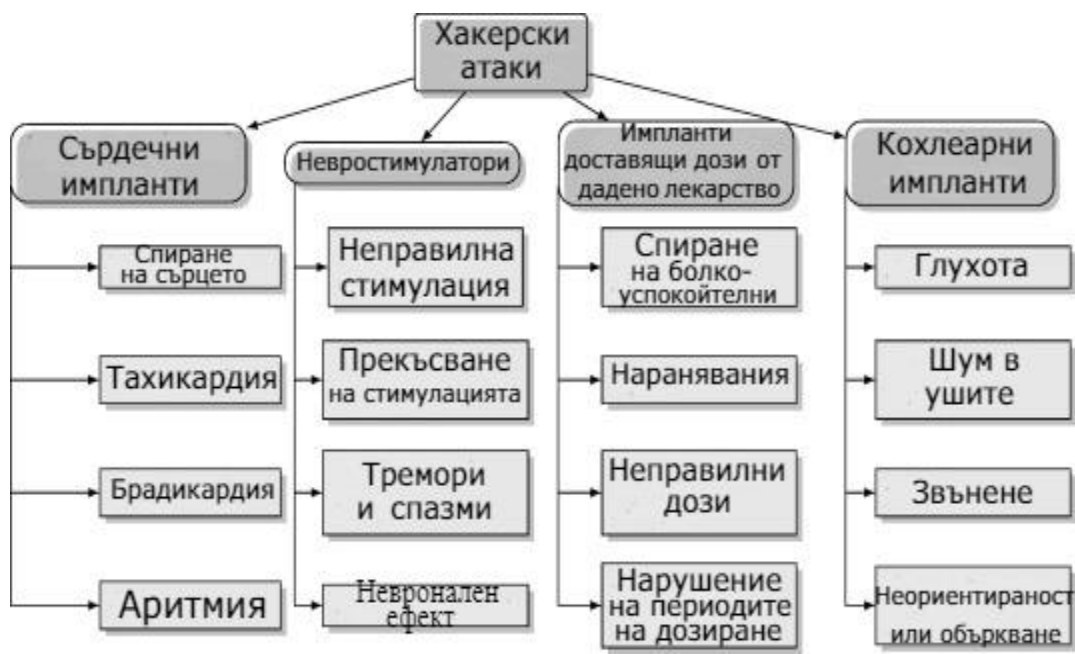 Хакерски
атаки
Сърдечни
импланти
Спиране
на сърцето
Тахикардия
Брадикардия
Аритмия
Невростимулатори
Неправилна
стимулация
Прекъсване
на стимулацията
Тремори
и спазми
Невронален
ефект
Импланти
доставящи дози от
дадено лекарство
Спиране
на болко-
успокойтелни
Наранявания
Неправилни
дози
Нарушение
на периодите
на дозиране
Кохлеарни
импланти
Глухота
Шум в
ушите
Звънене
Неориентираност
или объркване